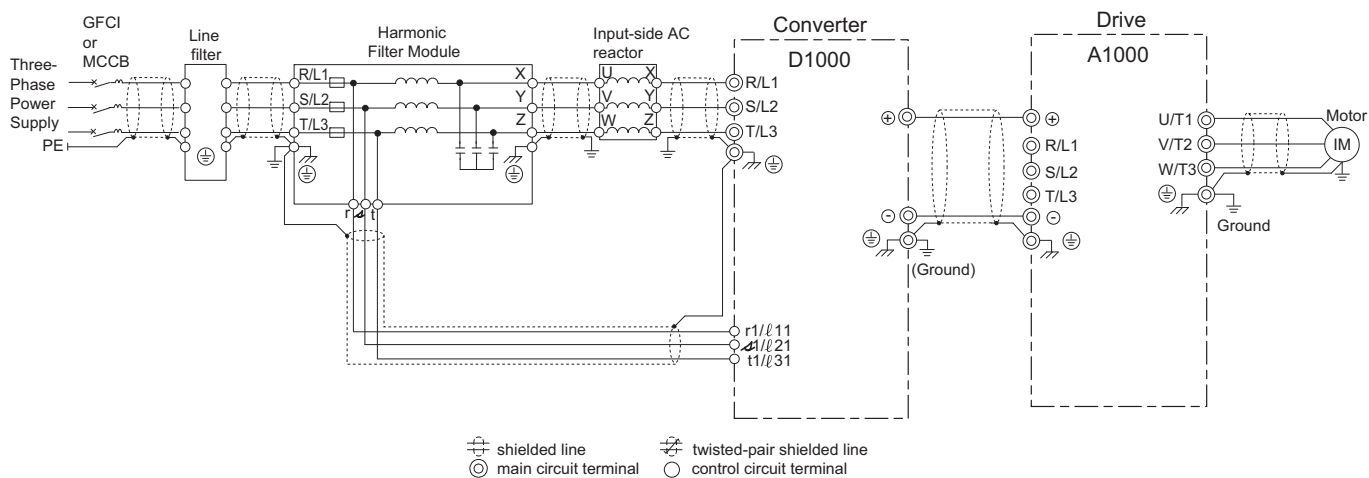 GFCI
or
MCCB
Three-
Phase
Power
Supply
PE
Line
filter
Harmonic
Filter Module
R/L1
S/L2
T/L3
X
Y
Z
r
s
t
Input-side AC
reactor
U X
V Y
W Z
Converter
D1000
R/L1
S/L2
T/L3
r1/ℓ11
s1/ℓ21
t1/ℓ31
+
-
(Ground)
Drive
A1000
+
R/L1
S/L2
T/L3
-
U/T1
V/T2
W/T3
Ground
Motor
IM
shielded line
twisted-pair shielded line
main circuit terminal
control circuit terminal